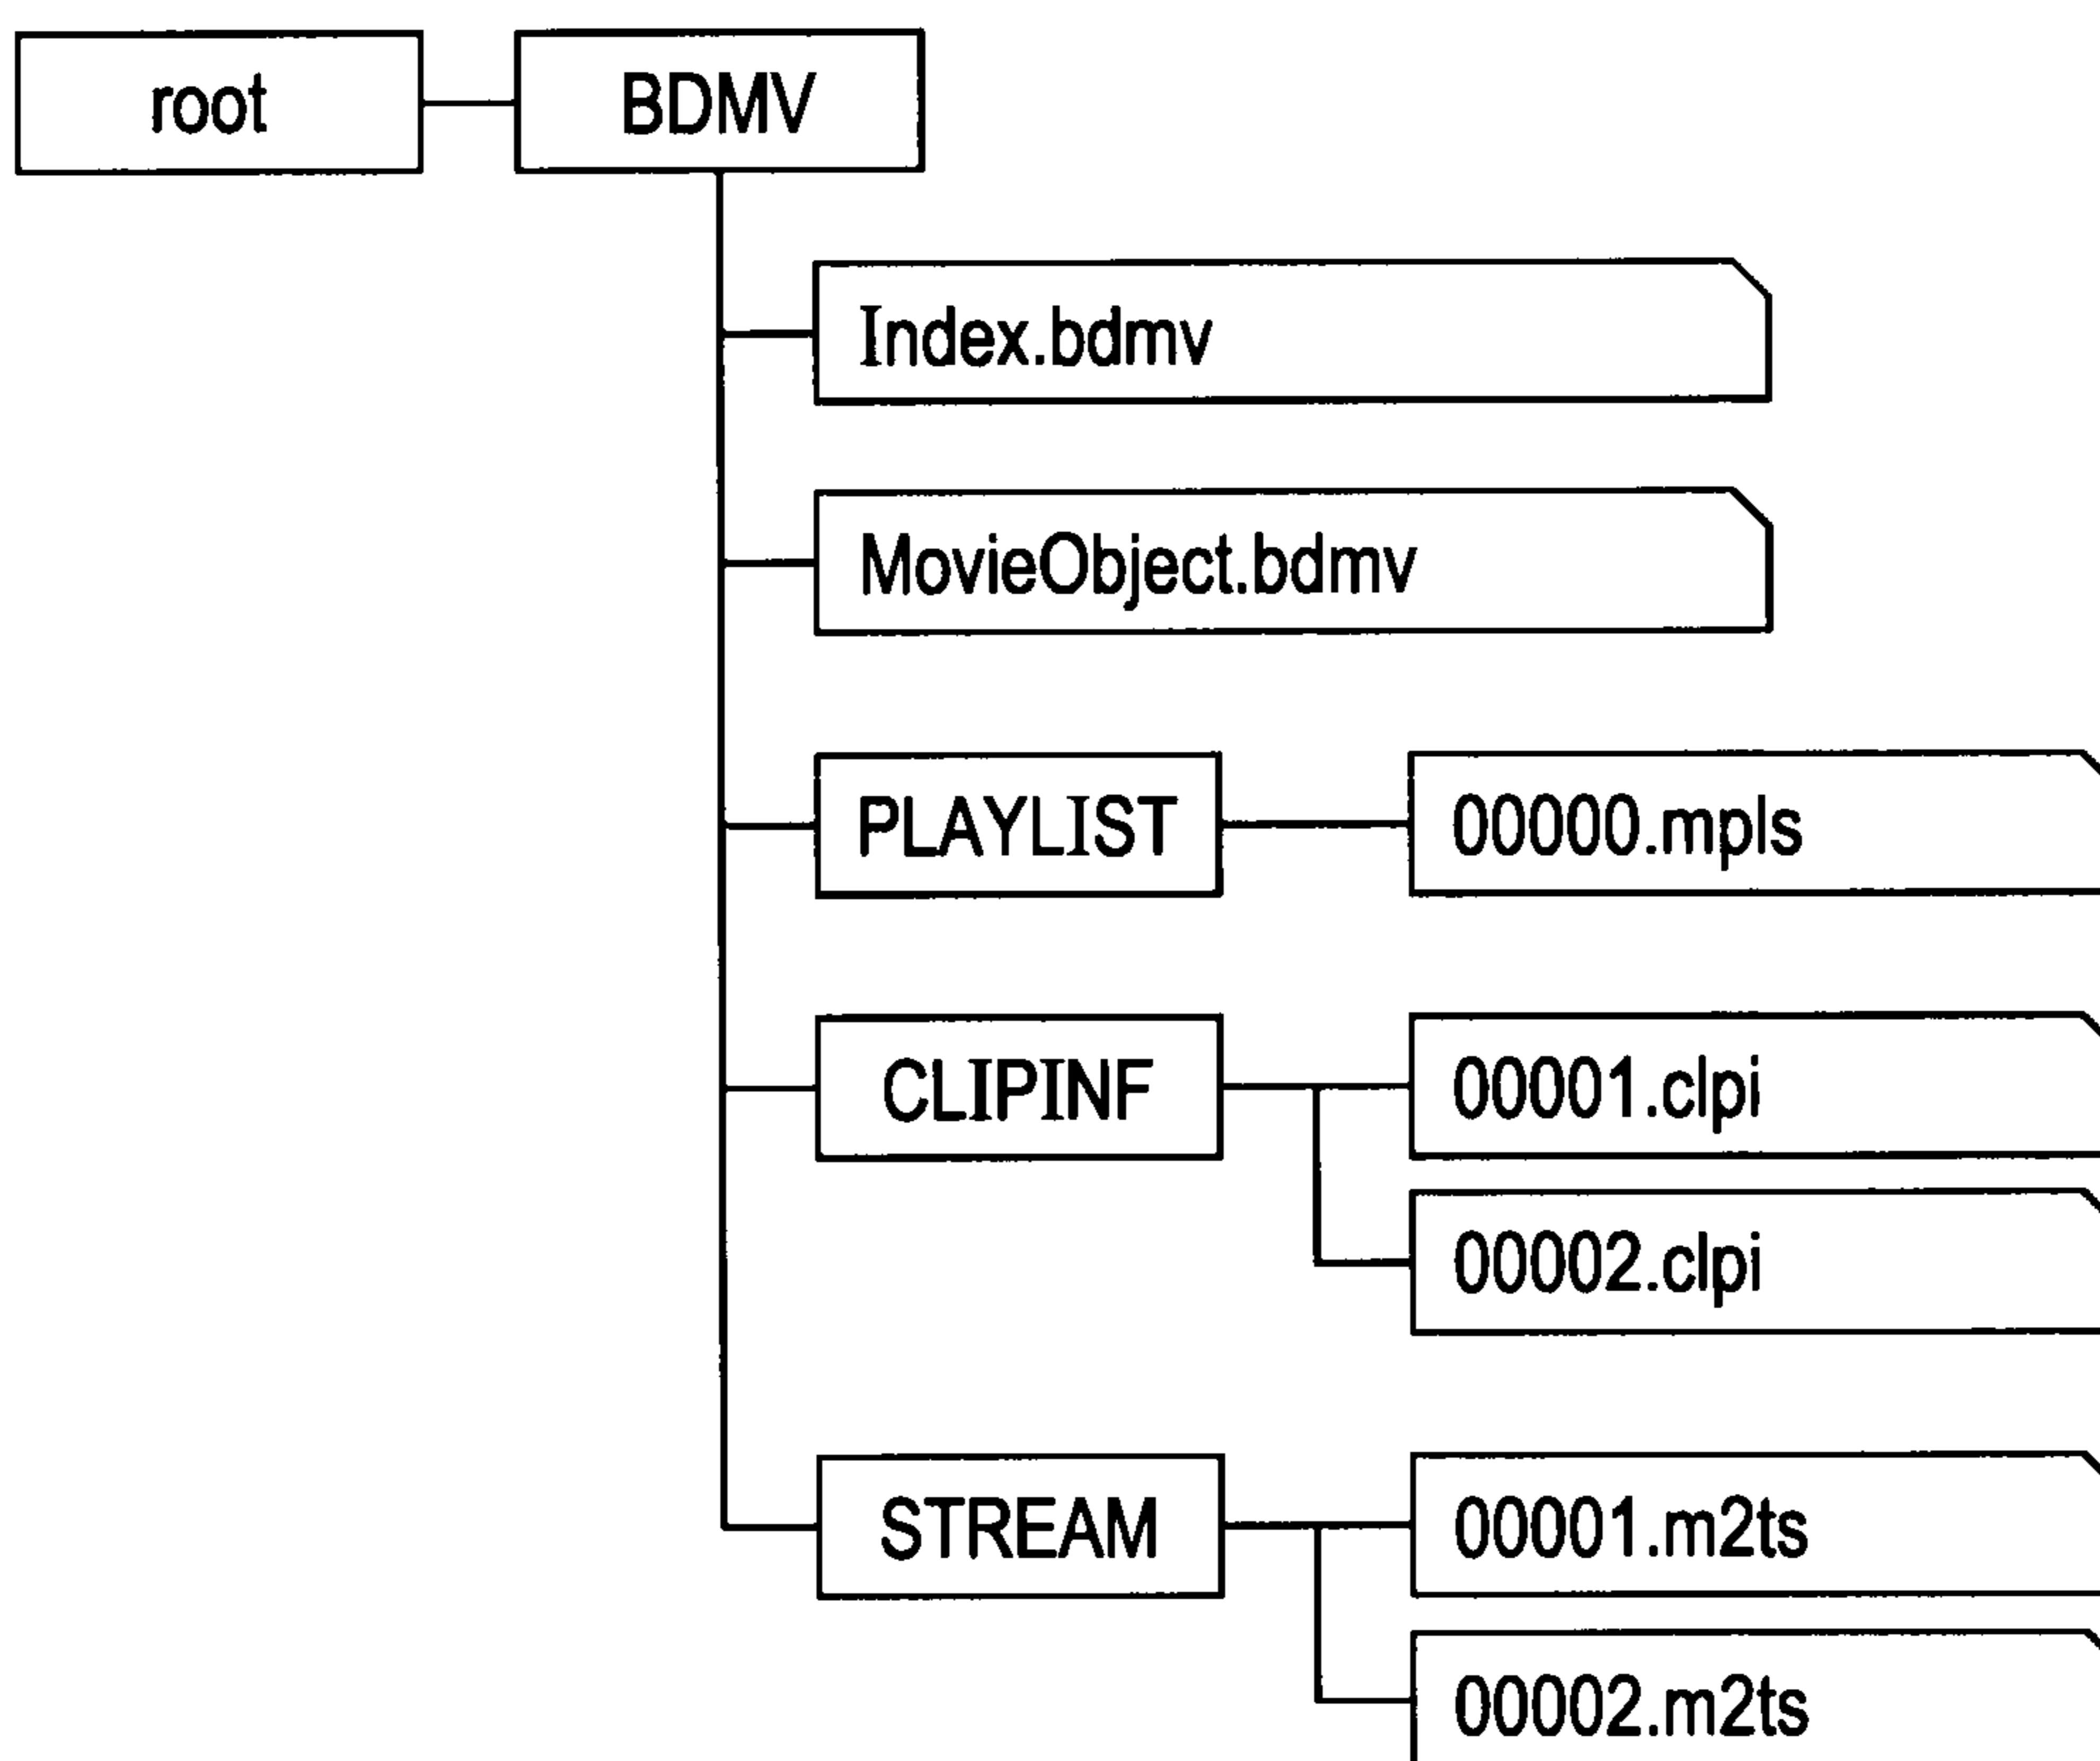 root
BDMV
Index.bdmv
MovieObject.bdmv
PLAYLIST
00000.mpls
CLIPINF
00001.clpi
00002.clpi
STREAM
00001.m2ts
00002.m2ts